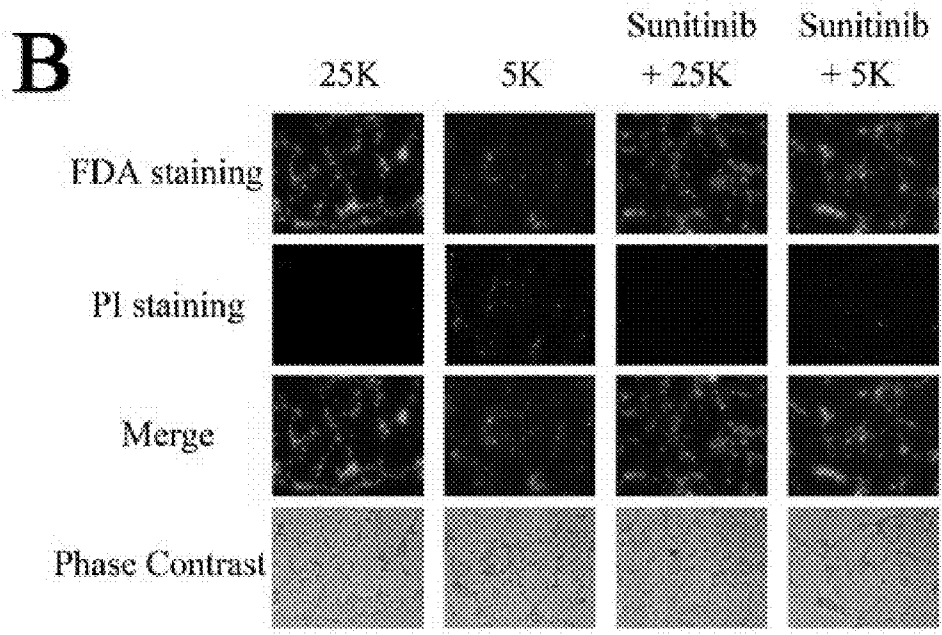 B
25K
5K
Sunitinib
+ 25K
Sunitinib
+ 5K
FDA staining
PI staining
Merge
Phase Contrast